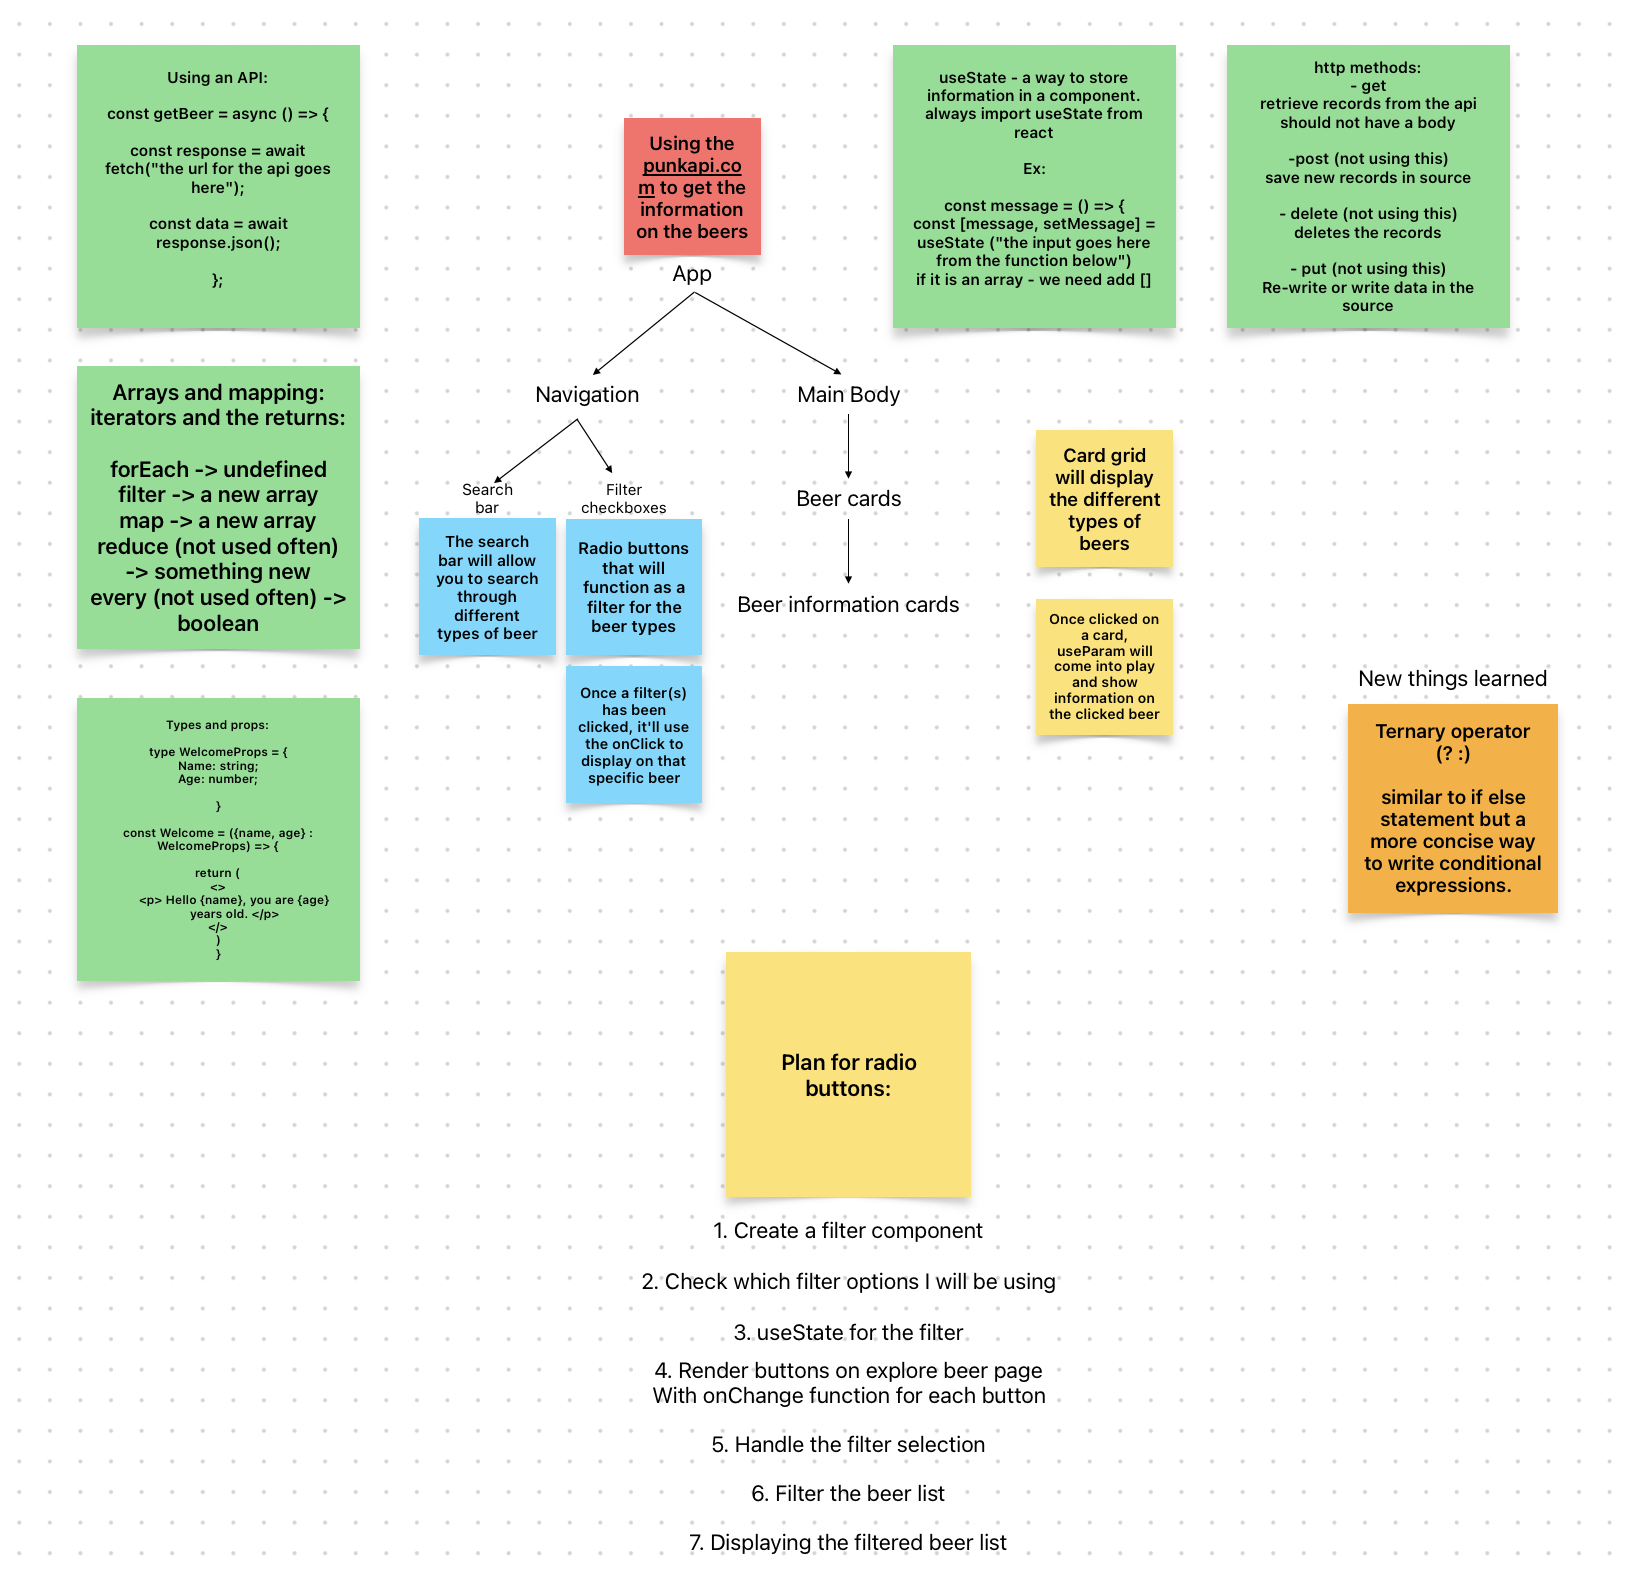 Using an API:
const getBeer = async () => {
const response = await
fetch("the url for the api goes
here");
const data = await
response.json();
};
Arrays and mapping:
iterators and the returns:
forEach -> undefined
filter -> a new array
map -> a new array
reduce (not used often)
-> something new
every (not used often) ->
boolean
Types and props:
type WelcomeProps = {
Name: string;
Age: number;
}
const Welcome = ({name, age} :
WelcomeProps) => {
return (
<>
<p> Hello {name}, you are {age}
years old. </p>
</>
)
}
Using the
punkapi.co
m to get the
information
on the beers
App
Navigation
Main Body
Search
bar
Filter
checkboxes
The search
bar will allow
you to search
through
different
types of beer
Radio buttons
that will
function as a
filter for the
beer types
Once a filter(s)
has been
clicked, it'll use
the onClick to
display on that
specific beer
Beer cards
Beer information cards
useState - a way to store
information in a component.
always import useState from
react
Ex:
const message = () => {
const [message, setMessage] =
useState ("the input goes here
from the function below")
if it is an array - we need add []
http methods:
- get
retrieve records from the api
should not have a body
-post (not using this)
save new records in source
- delete (not using this)
deletes the records
- put (not using this)
Re-write or write data in the
source
Card grid
will display
the different
types of
beers
Once clicked on
a card,
useParam will
come into play
and show
information on
the clicked beer
New things learned
Ternary operator
(? :)
similar to if else
statement but a
more concise way
to write conditional
expressions.
Plan for radio
buttons:
1. Create a filter component
2. Check which filter options I will be using
3. useState for the filter
4. Render buttons on explore beer page
With onChange function for each button
5. Handle the filter selection
6. Filter the beer list
7. Displaying the filtered beer list